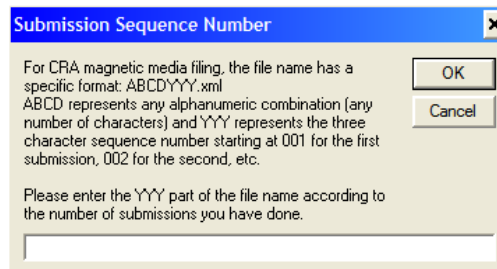 Submission Sequence Number
For CRA magnetic media filing, the file name has a
specific format: ABCDYYY.xml
ABCD represents any alphanumeric combination (any
number of characters) and YYY represents the three
character sequence number starting at 001 for the first
submission, 002 for the second, etc.
Please enter the YYY part of the file name according to
the number of submissions you have done.
OK
Cancel